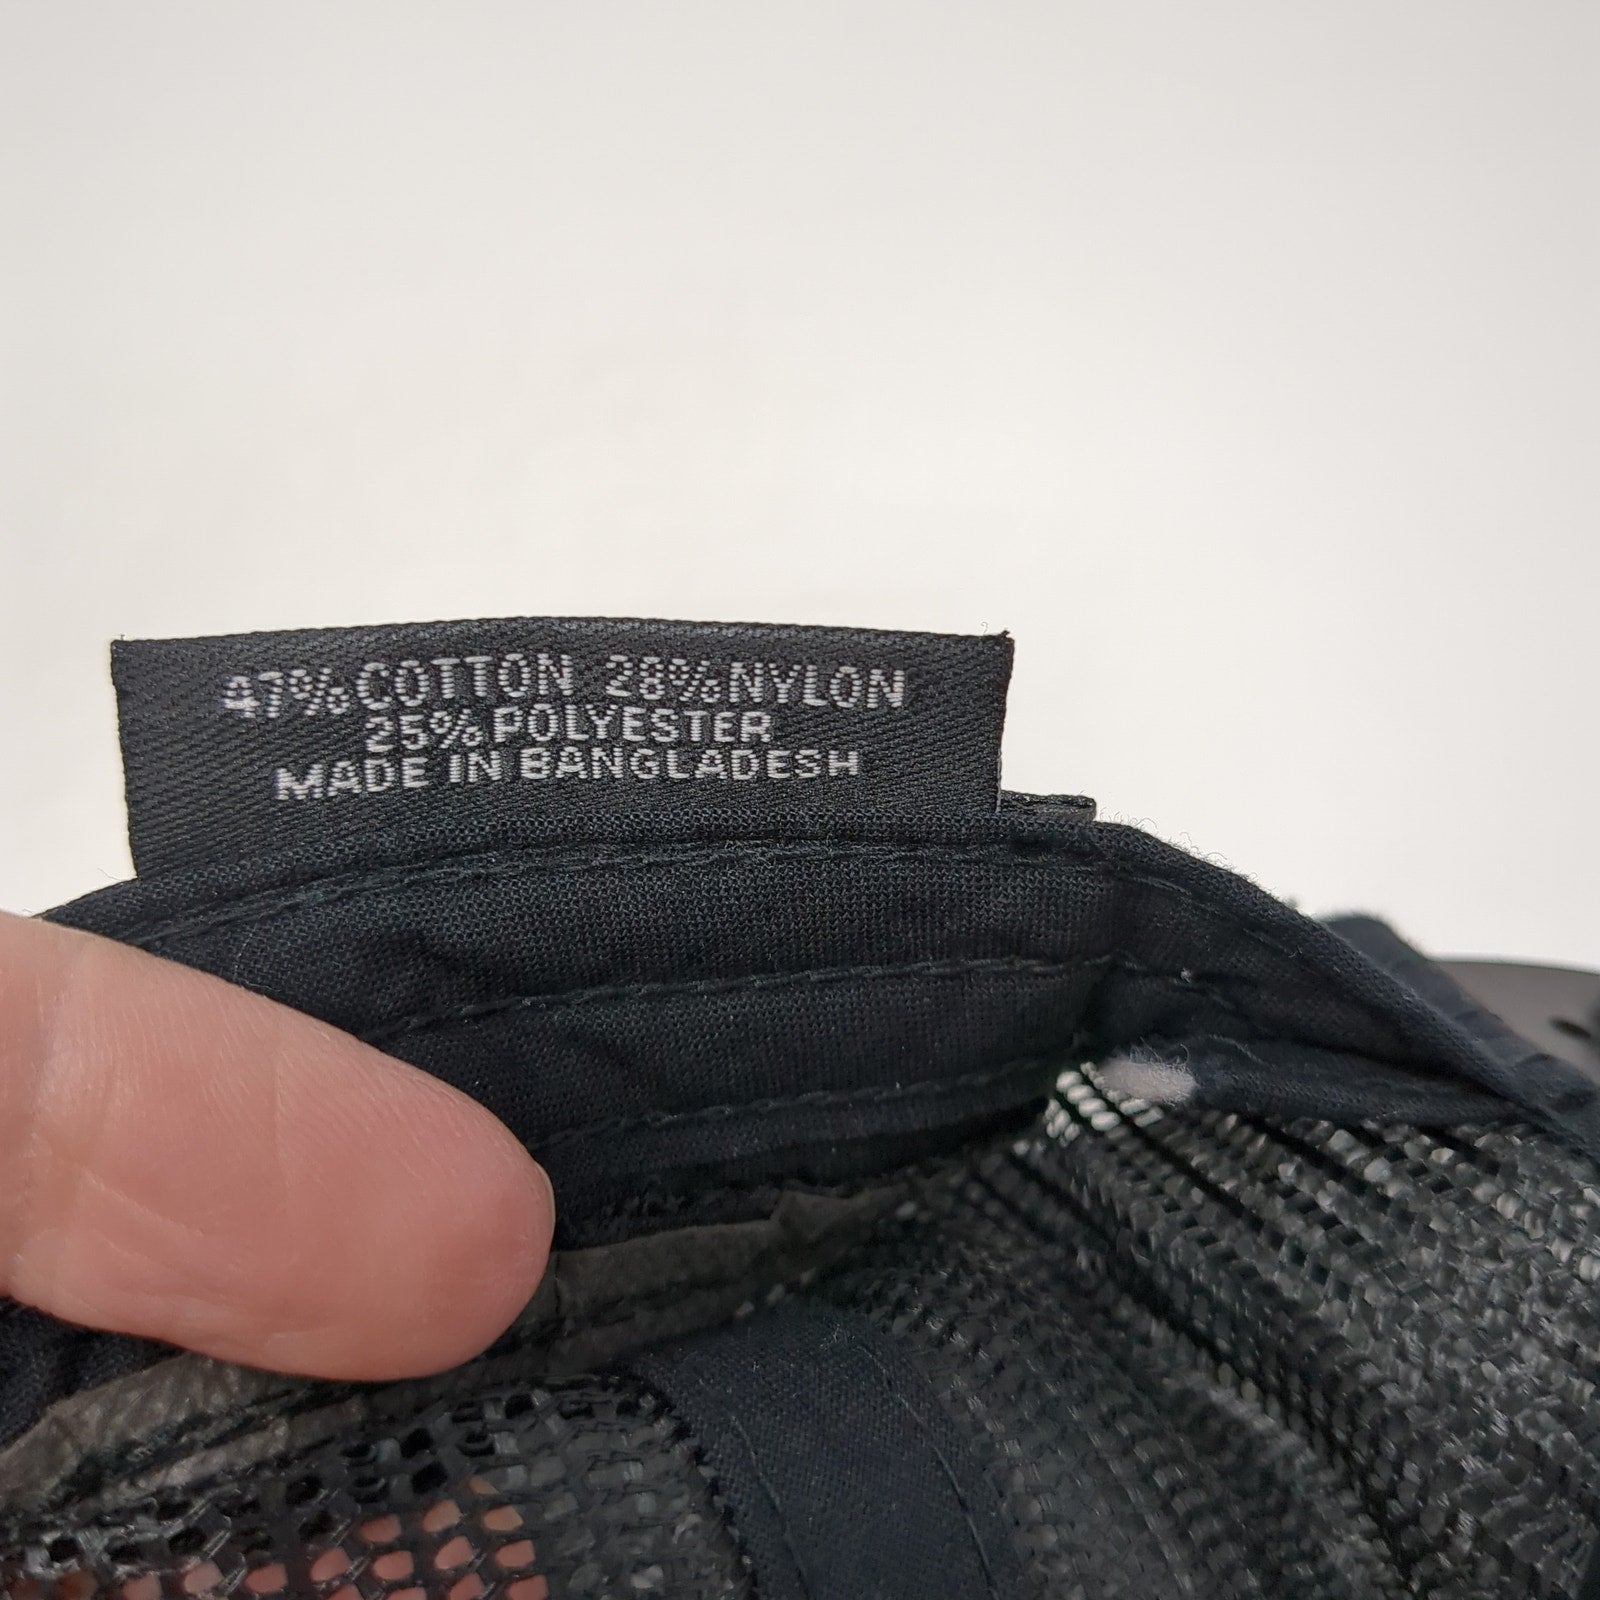 47% COTTON 28% NYLON
25% POLYESTER
MADE IN BANGLADESH